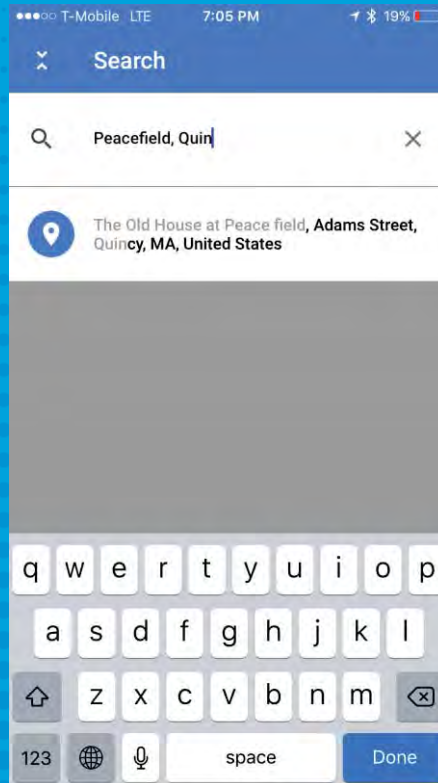 T-Mobile LTE 7:05 PM 19%
Search
Peacefield, Quin
The Old House at Peace field, Adams Street,
Quincy, MA, United States
q w e r t y u i o p
a s d f g h j k l
z x c v b n m
123 space Done